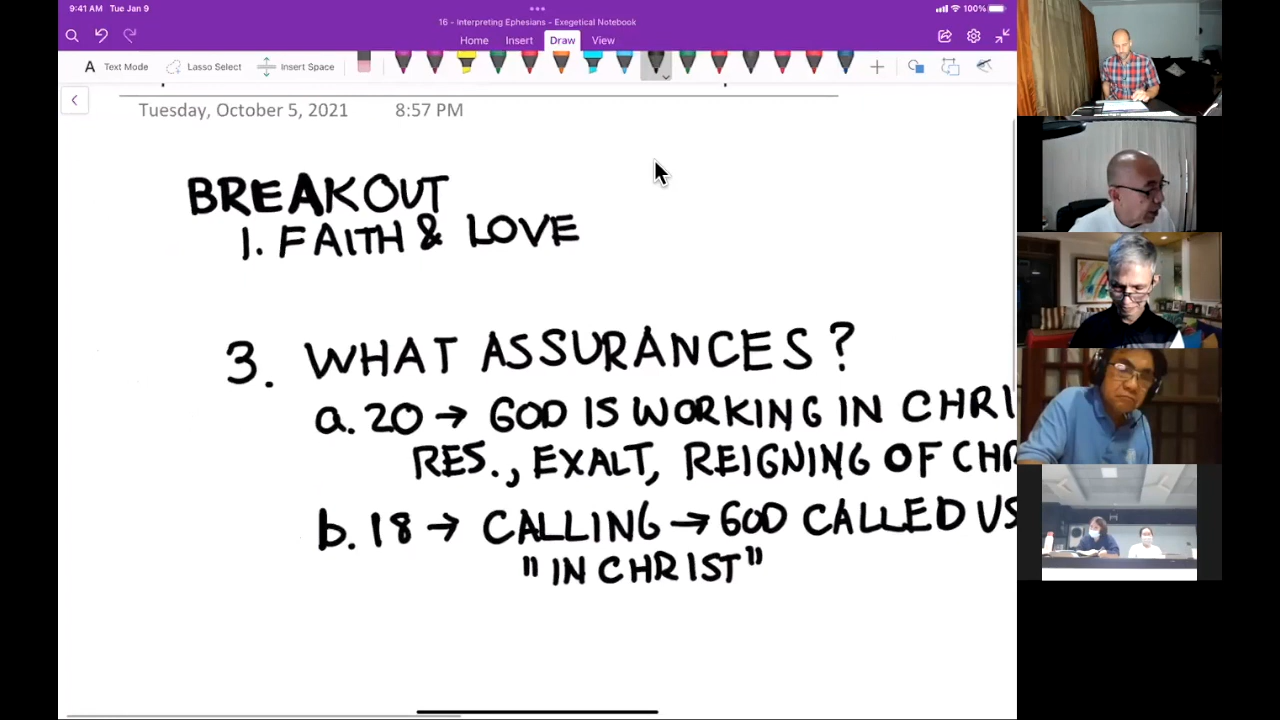 9:41 AM Tue Jan 9
100%
16 - Interpreting Ephesians - Exegetical Notebook
Home Insert Draw View
Text Mode Lasso Select Insert Space
Tuesday, October 5, 2021 8:57 PM
BREAKOUT
1. FAITH & LOVE
3. WHAT ASSURANCES?
a. 20 → GOD IS WORKING IN CHRI
RES., EXALT, REIGNING OF CH
b. 18 → CALLING → GOD CALLED US
"IN CHRIST"